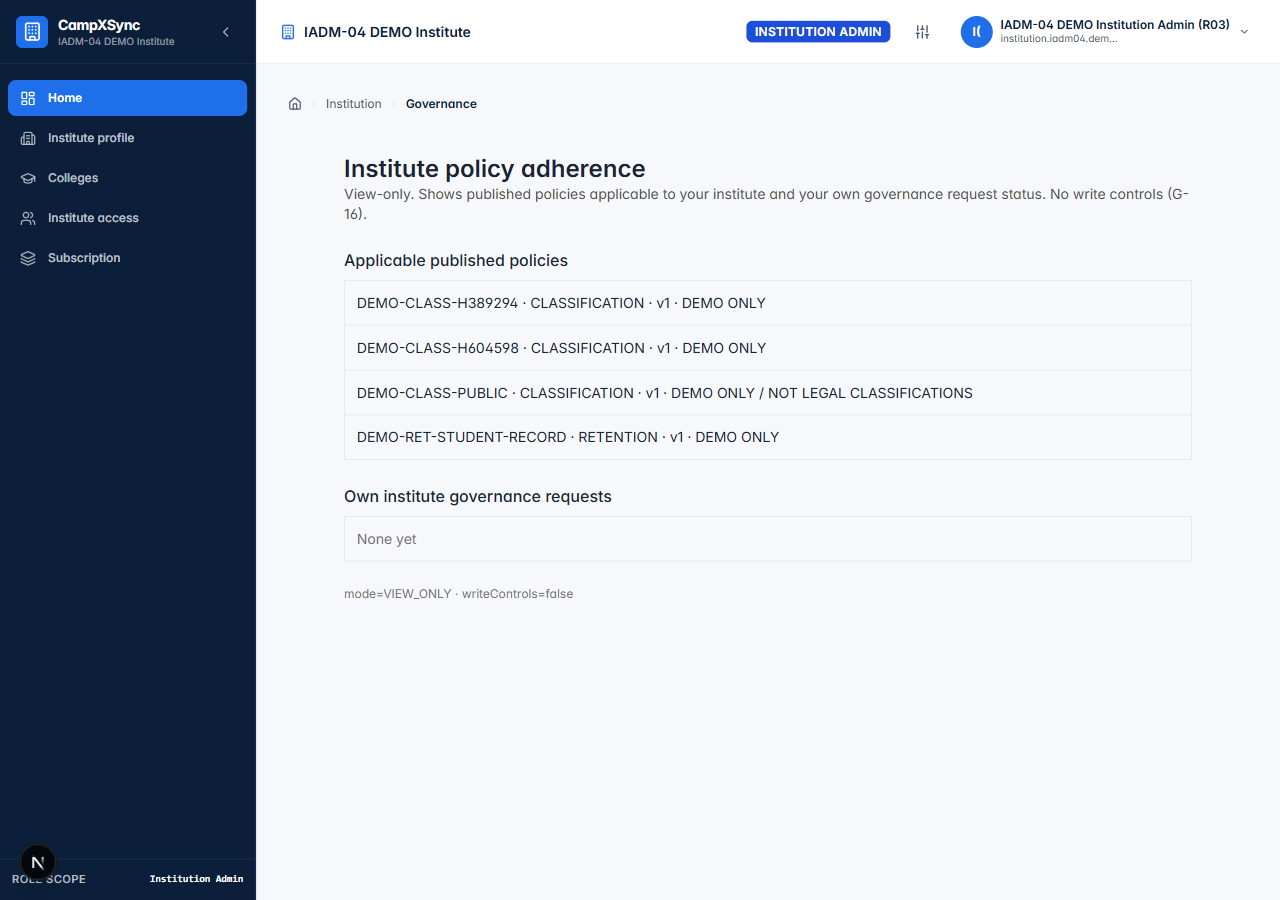 CampXSync
IADM-04 DEMO Institute
Home
Institute profile
Colleges
Institute access
Subscription
N
ROLE SCOPE
Institution Admin
IADM-04 DEMO Institute
INSTITUTION ADMIN
I(
IADM-04 DEMO Institution Admin (R03)
institution.iadm04.dem...
Institution
Governance
Institute policy adherence
View-only. Shows published policies applicable to your institute and your own governance request status. No write controls (G-
16).
Applicable published policies
DEMO-CLASS-H389294 · CLASSIFICATION · v1 · DEMO ONLY
DEMO-CLASS-H604598 · CLASSIFICATION · v1 · DEMO ONLY
DEMO-CLASS-PUBLIC · CLASSIFICATION · v1 · DEMO ONLY / NOT LEGAL CLASSIFICATIONS
DEMO-RET-STUDENT-RECORD · RETENTION · v1 · DEMO ONLY
Own institute governance requests
None yet
mode=VIEW_ONLY · writeControls=false